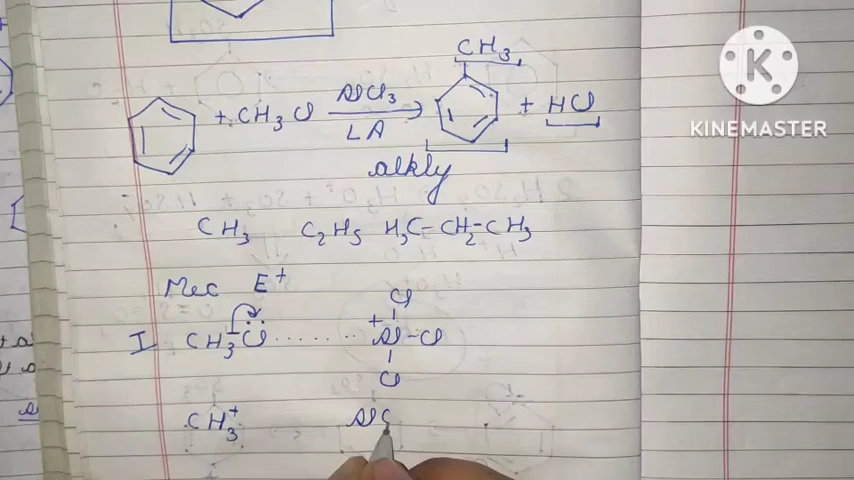 CH3
+ CH3Cl AlCl3 + HCl
LA
alkly
CH3 C2H5 H3C-CH2-CH3
Mec E+
Cl
I CH3-Cl ........ +Al-Cl
Cl
CH3+ AlC
K
KINEMASTER